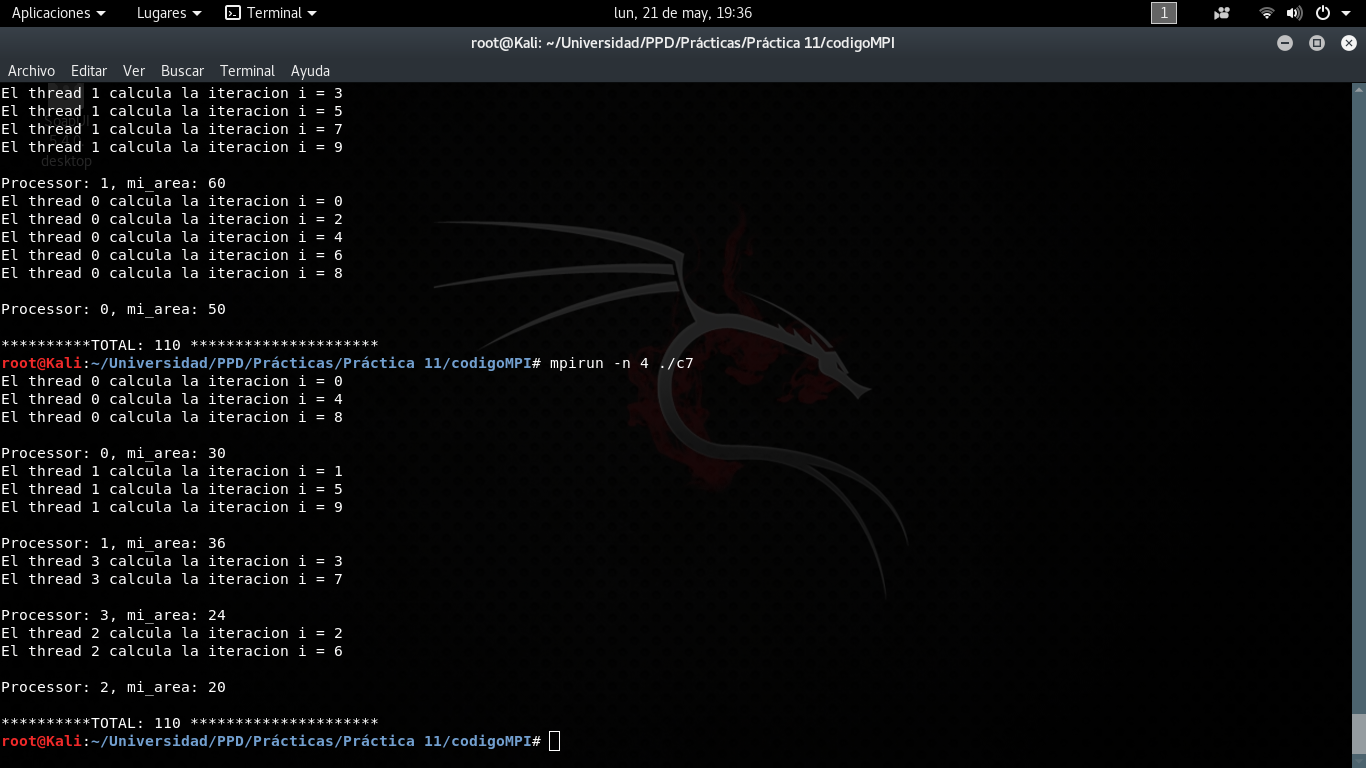 Aplicaciones Lugares Terminal lun, 21 de may, 19:36 1
root@Kali: ~/Universidad/PPD/Prácticas/Práctica 11/codigoMPI
Archivo Editar Ver Buscar Terminal Ayuda
El thread 1 calcula la iteracion i = 3
El thread 1 calcula la iteracion i = 5
El thread 1 calcula la iteracion i = 7
El thread 1 calcula la iteracion i = 9
desktop
Processor: 1, mi_area: 60
El thread 0 calcula la iteracion i = 0
El thread 0 calcula la iteracion i = 2
El thread 0 calcula la iteracion i = 4
El thread 0 calcula la iteracion i = 6
El thread 0 calcula la iteracion i = 8
Processor: 0, mi_area: 50
**********TOTAL: 110 *********************
root@Kali:~/Universidad/PPD/Prácticas/Práctica 11/codigoMPI# mpirun -n 4 ./c7
El thread 0 calcula la iteracion i = 0
El thread 0 calcula la iteracion i = 4
El thread 0 calcula la iteracion i = 8
Processor: 0, mi_area: 30
El thread 1 calcula la iteracion i = 1
El thread 1 calcula la iteracion i = 5
El thread 1 calcula la iteracion i = 9
Processor: 1, mi_area: 36
El thread 3 calcula la iteracion i = 3
El thread 3 calcula la iteracion i = 7
Processor: 3, mi_area: 24
El thread 2 calcula la iteracion i = 2
El thread 2 calcula la iteracion i = 6
Processor: 2, mi_area: 20
**********TOTAL: 110 *********************
root@Kali:~/Universidad/PPD/Prácticas/Práctica 11/codigoMPI#